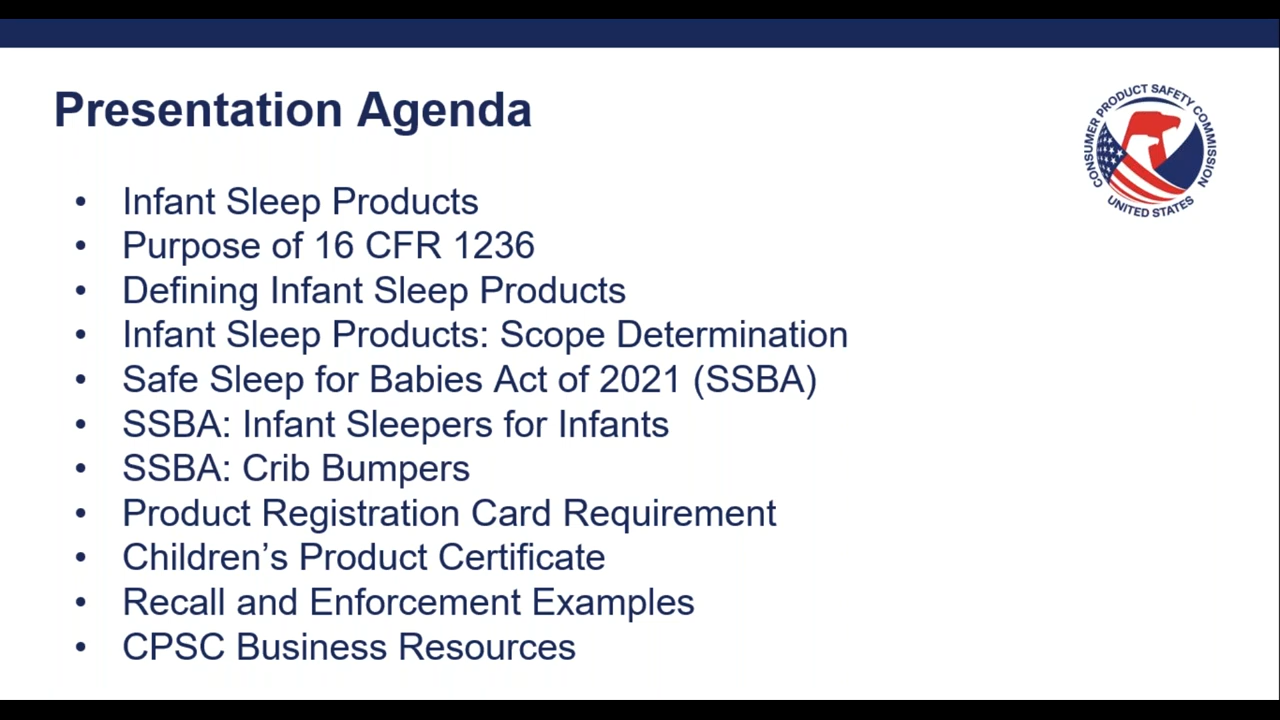 Presentation Agenda
CONSUMER PRODUCT SAFETY COMMISSION
UNITED STATES
• Infant Sleep Products
• Purpose of 16 CFR 1236
• Defining Infant Sleep Products
• Infant Sleep Products: Scope Determination
• Safe Sleep for Babies Act of 2021 (SSBA)
• SSBA: Infant Sleepers for Infants
• SSBA: Crib Bumpers
• Product Registration Card Requirement
• Children’s Product Certificate
• Recall and Enforcement Examples
• CPSC Business Resources